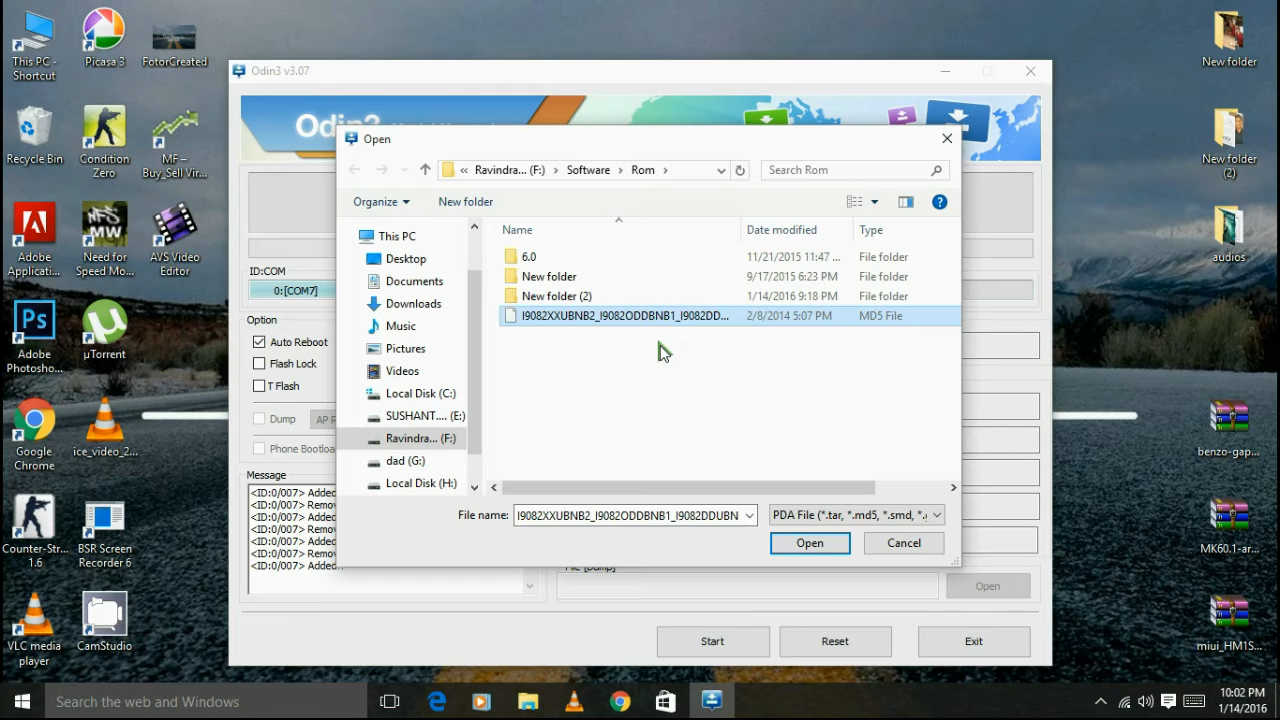 This PC -
Shortcut
Picasa 3
FotorCreated
Recycle Bin
Condition
Zero
MF –
Buy_Sell Vir...
Adobe
Applicati...
Need for
Speed Mo...
AVS Video
Editor
Adobe
Photosho...
µTorrent
Google
Chrome
ice_video_2...
Counter-Str...
1.6
BSR Screen
Recorder 6
VLC media
player
CamStudio
New folder
New folder
(2)
audios
benzo-gap...
MK60.1-ar...
miui_HM1S...
Odin3 v3.07
Odin3
ID:COM
0:[COM7]
Option
Auto Reboot
Flash Lock
T Flash
Dump
AP R
Phone Bootloa
Message
<ID:0/007> Added
<ID:0/007> Remo
<ID:0/007> Added
<ID:0/007> Remo
<ID:0/007> Added
<ID:0/007> Remo
<ID:0/007> Added!!
File [Dump]
Open
Start
Reset
Exit
Open
« Ravindra... (F:) › Software › Rom ›
Search Rom
Organize
New folder
This PC
Desktop
Documents
Downloads
Music
Pictures
Videos
Local Disk (C:)
SUSHANT.... (E:)
Ravindra... (F:)
dad (G:)
Local Disk (H:)
Name Date modified Type
6.0 11/21/2015 11:47 ... File folder
New folder 9/17/2015 6:23 PM File folder
New folder (2) 1/14/2016 9:18 PM File folder
I9082XXUBNB2_I9082ODDBNB1_I9082DD... 2/8/2014 5:07 PM MD5 File
File name: I9082XXUBNB2_I9082ODDBNB1_I9082DDUBN
PDA File (*.tar, *.md5, *.smd, *.g
Open
Cancel
Search the web and Windows
10:02 PM
1/14/2016